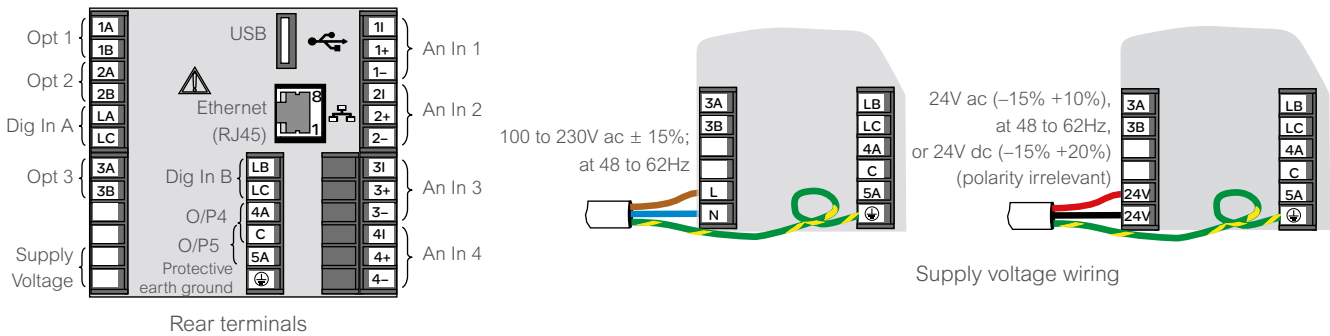 Opt 1
Opt 2
Dig In A
Opt 3
Supply
Voltage
1A
1B
2A
2B
LA
LC
3A
3B
USB
Ethernet
(RJ45)
8
1
Dig In B
O/P4
O/P5
Protective
earth ground
LB
LC
4A
C
5A
1I
1+
1–
2I
2+
2–
3I
3+
3–
4I
4+
4–
An In 1
An In 2
An In 3
An In 4
Rear terminals
100 to 230V ac ± 15%;
at 48 to 62Hz
3A
3B
L
N
LB
LC
4A
C
5A
24V ac (–15% +10%),
at 48 to 62Hz,
or 24V dc (–15% +20%)
(polarity irrelevant)
3A
3B
24V
24V
LB
LC
4A
C
5A
Supply voltage wiring